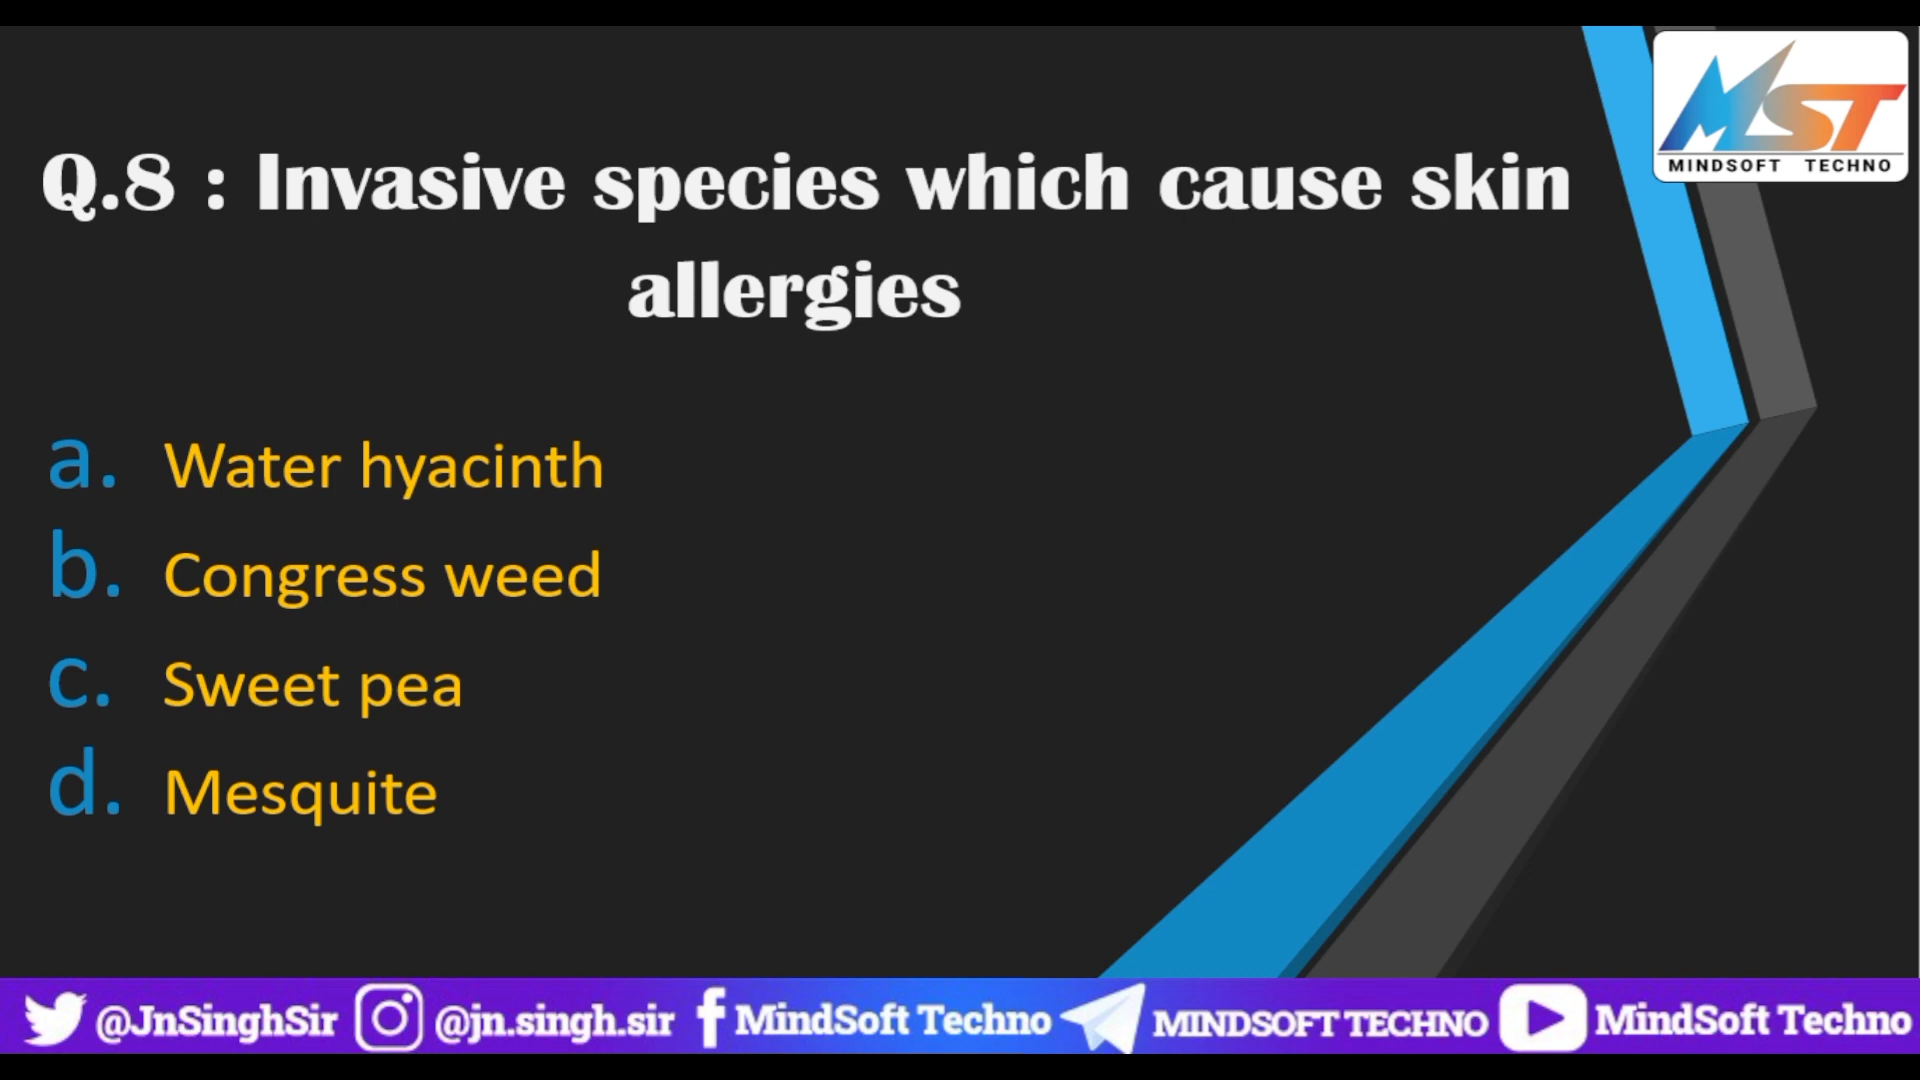 MST
MINDSOFT TECHNO
Q.8 : Invasive species which cause skin
allergies
a. Water hyacinth
b. Congress weed
c. Sweet pea
d. Mesquite
@JnSinghSir @jn.singh.sir MindSoft Techno MINDSOFT TECHNO MindSoft Techno